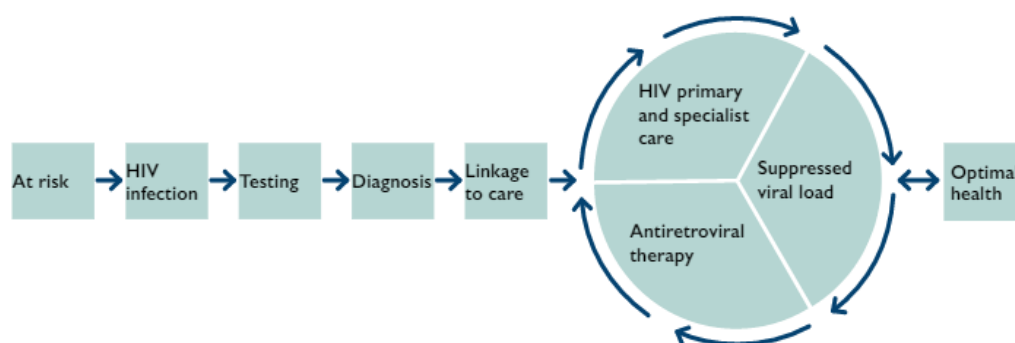 At risk
HIV
infection
Testing
Diagnosis
Linkage
to care
HIV primary
and specialist
care
Suppressed
viral load
Antiretroviral
therapy
Optima
health